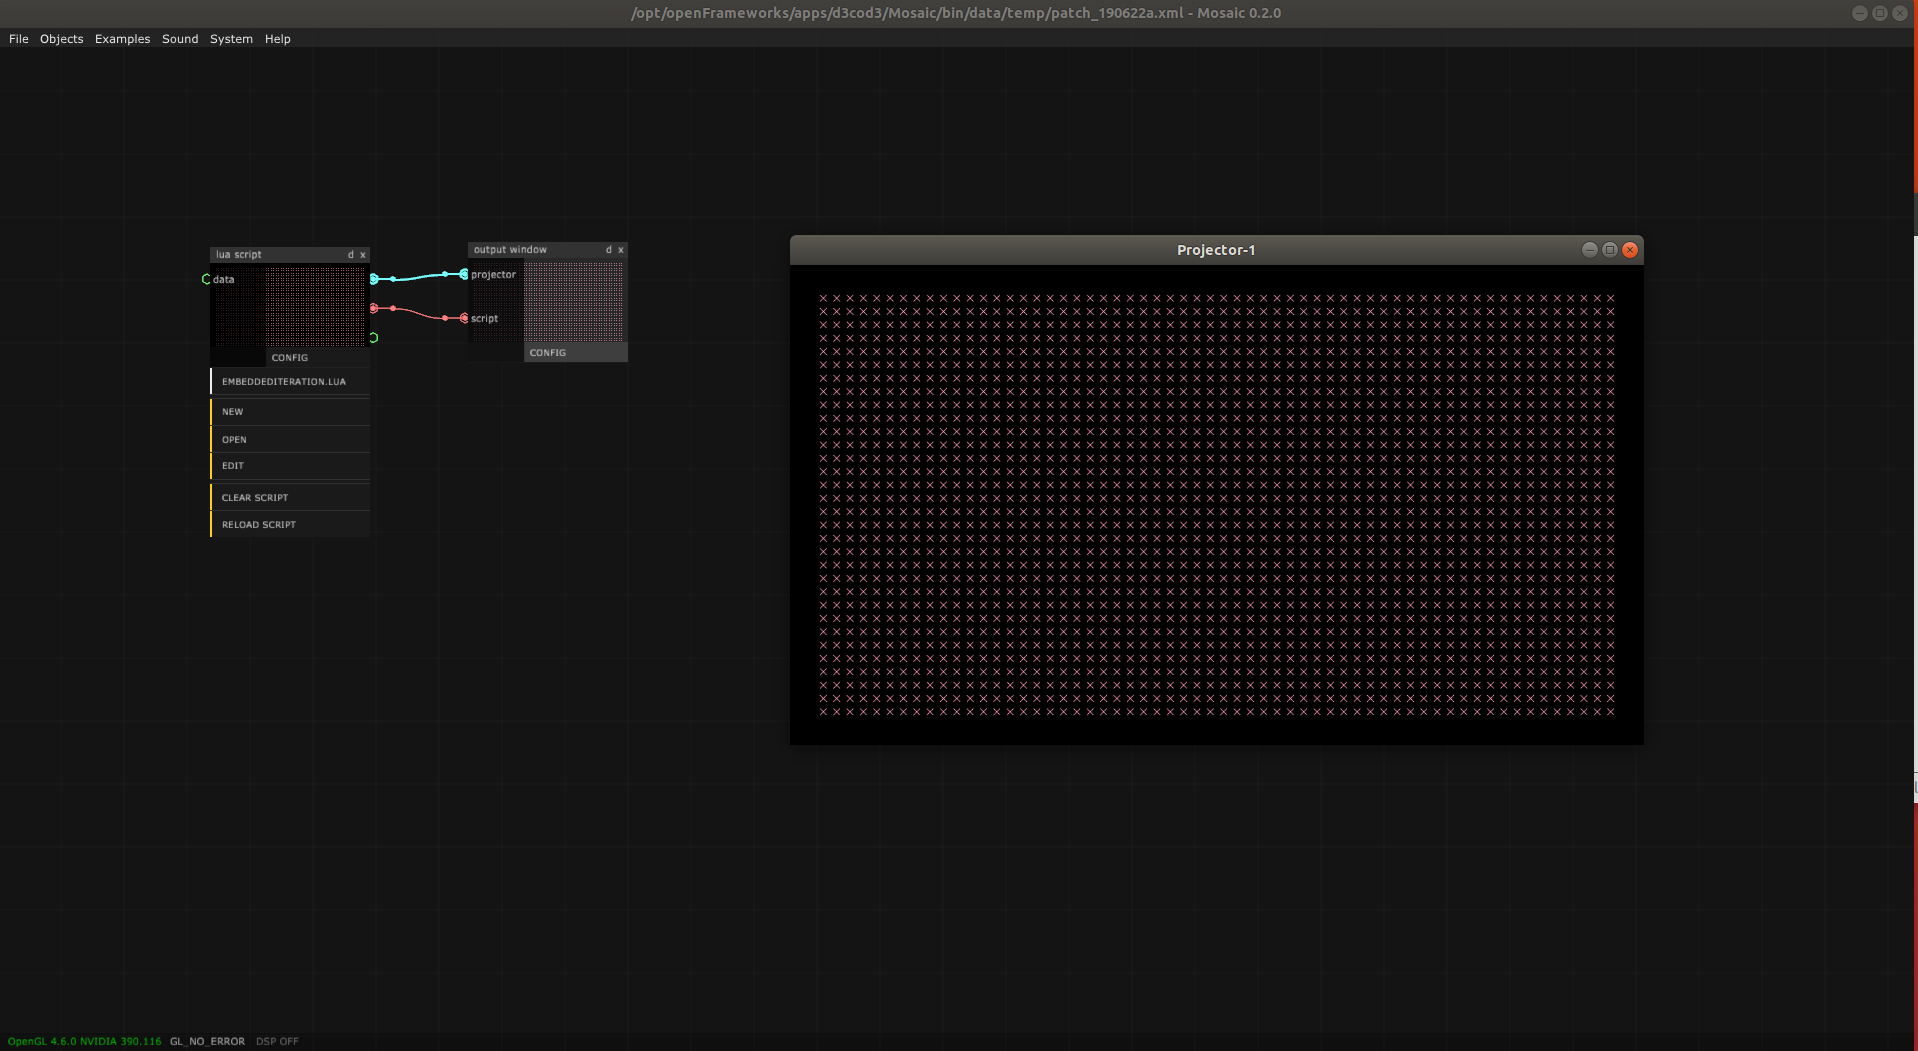 /opt/openFrameworks/apps/d3cod3/Mosaic/bin/data/temp/patch_190622a.xml - Mosaic 0.2.0
File Objects Examples Sound System Help
lua script d x
data
CONFIG
EMBEDDEDITERATION.LUA
NEW
OPEN
EDIT
CLEAR SCRIPT
RELOAD SCRIPT
output window d x
projector
script
CONFIG
Projector-1
OpenGL 4.6.0 NVIDIA 390.116 GL_NO_ERROR DSP OFF